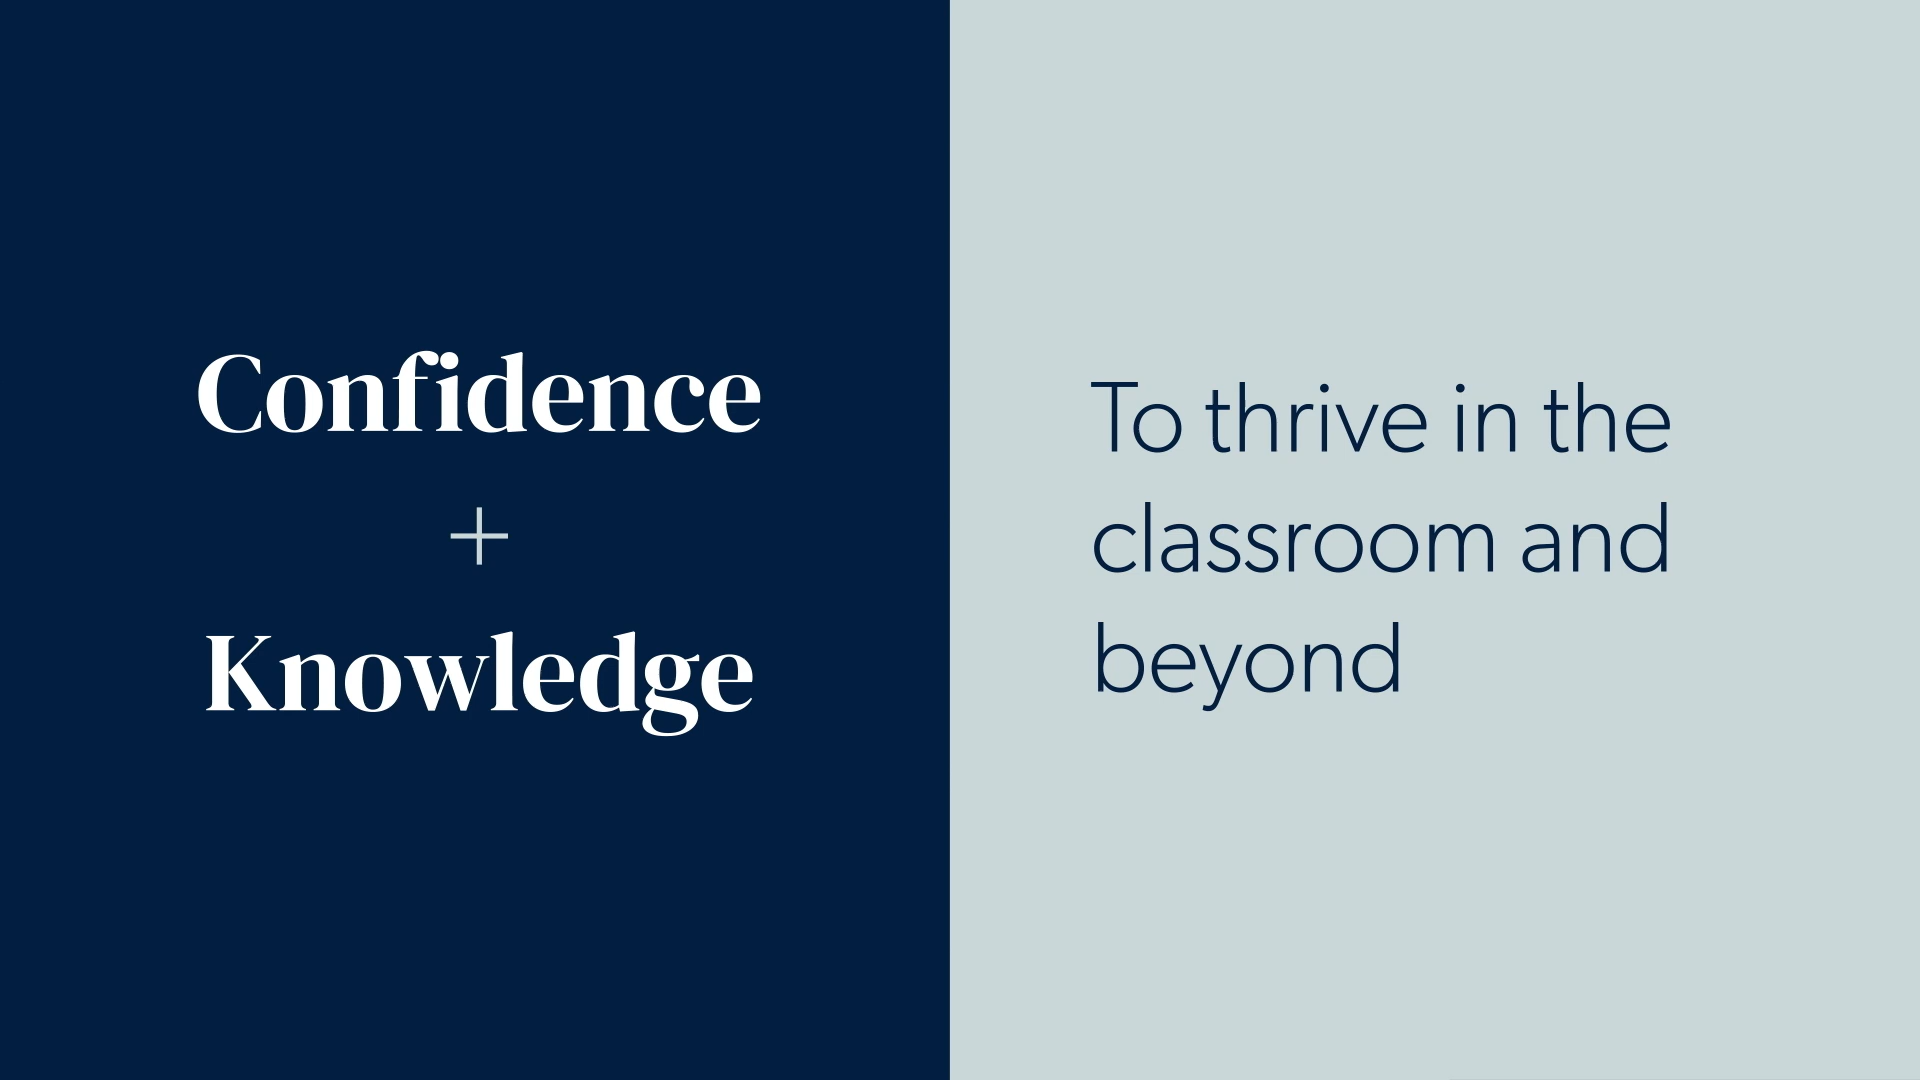 Confidence
+
Knowledge
To thrive in the
classroom and
beyond